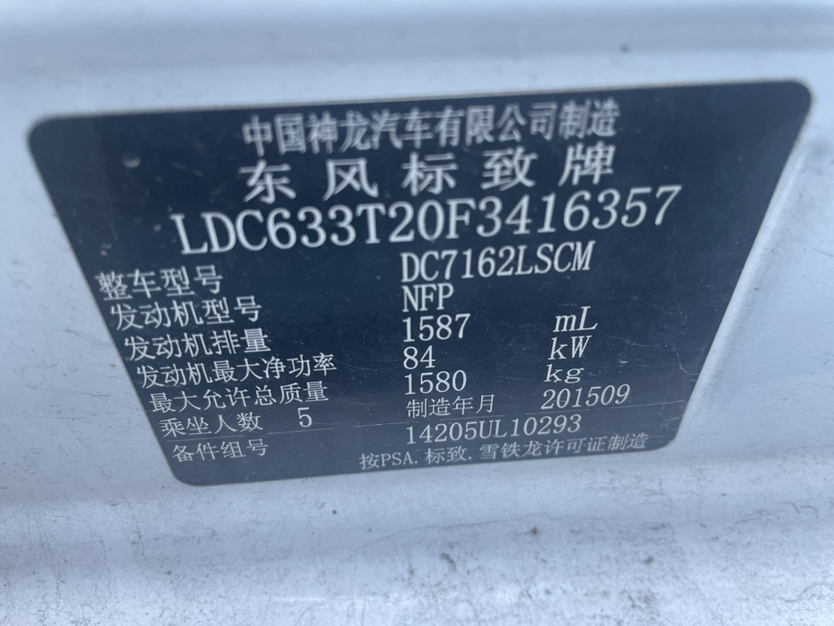 中国神龙汽车有限公司制造
东风标致牌
LDC633T20F3416357
整车型号 DC7162LSCM
发动机型号 NFP
发动机排量 1587 mL
发动机最大净功率 84 kW
最大允许总质量 1580 kg
乘坐人数 5 制造年月 201509
备件组号 14205UL10293
按PSA.标致.雪铁龙许可证制造